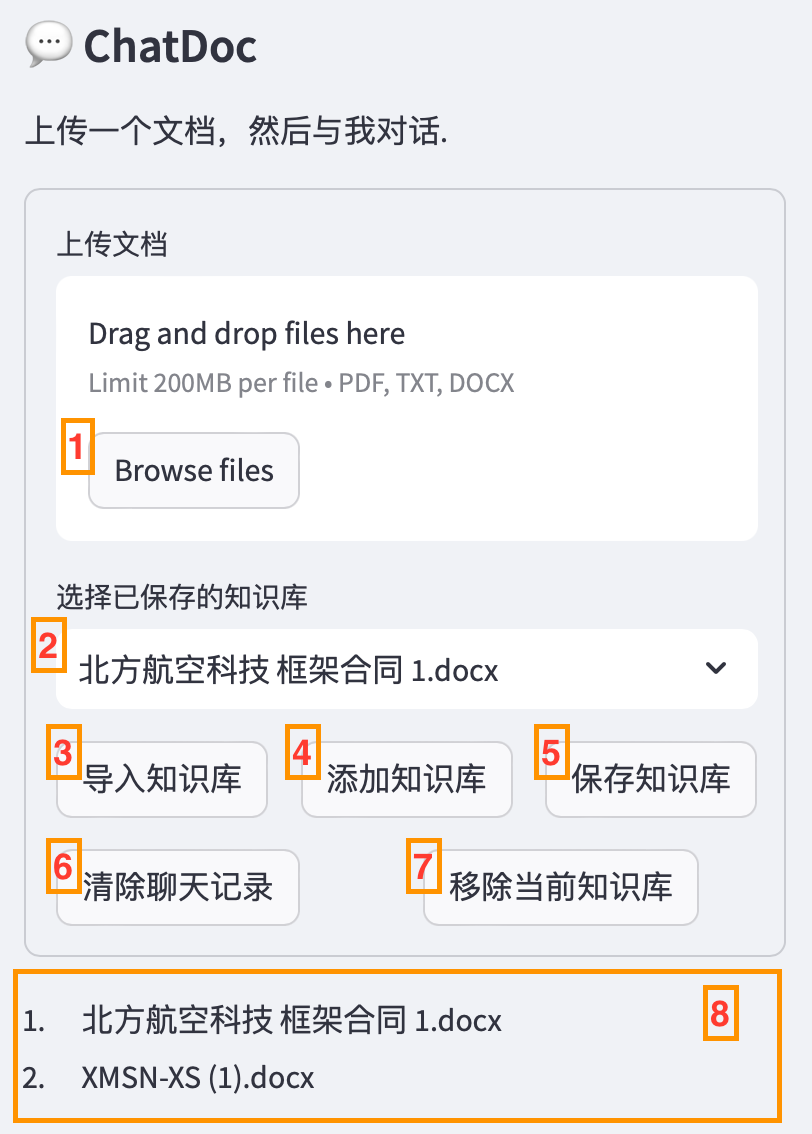 💬 ChatDoc
上传一个文档，然后与我对话.
上传文档
Drag and drop files here
Limit 200MB per file • PDF, TXT, DOCX
1
Browse files
选择已保存的知识库
2
北方航空科技 框架合同 1.docx
3 导入知识库 4 添加知识库 5 保存知识库
6 清除聊天记录 7 移除当前知识库
8
1. 北方航空科技 框架合同 1.docx
2. XMSN-XS (1).docx